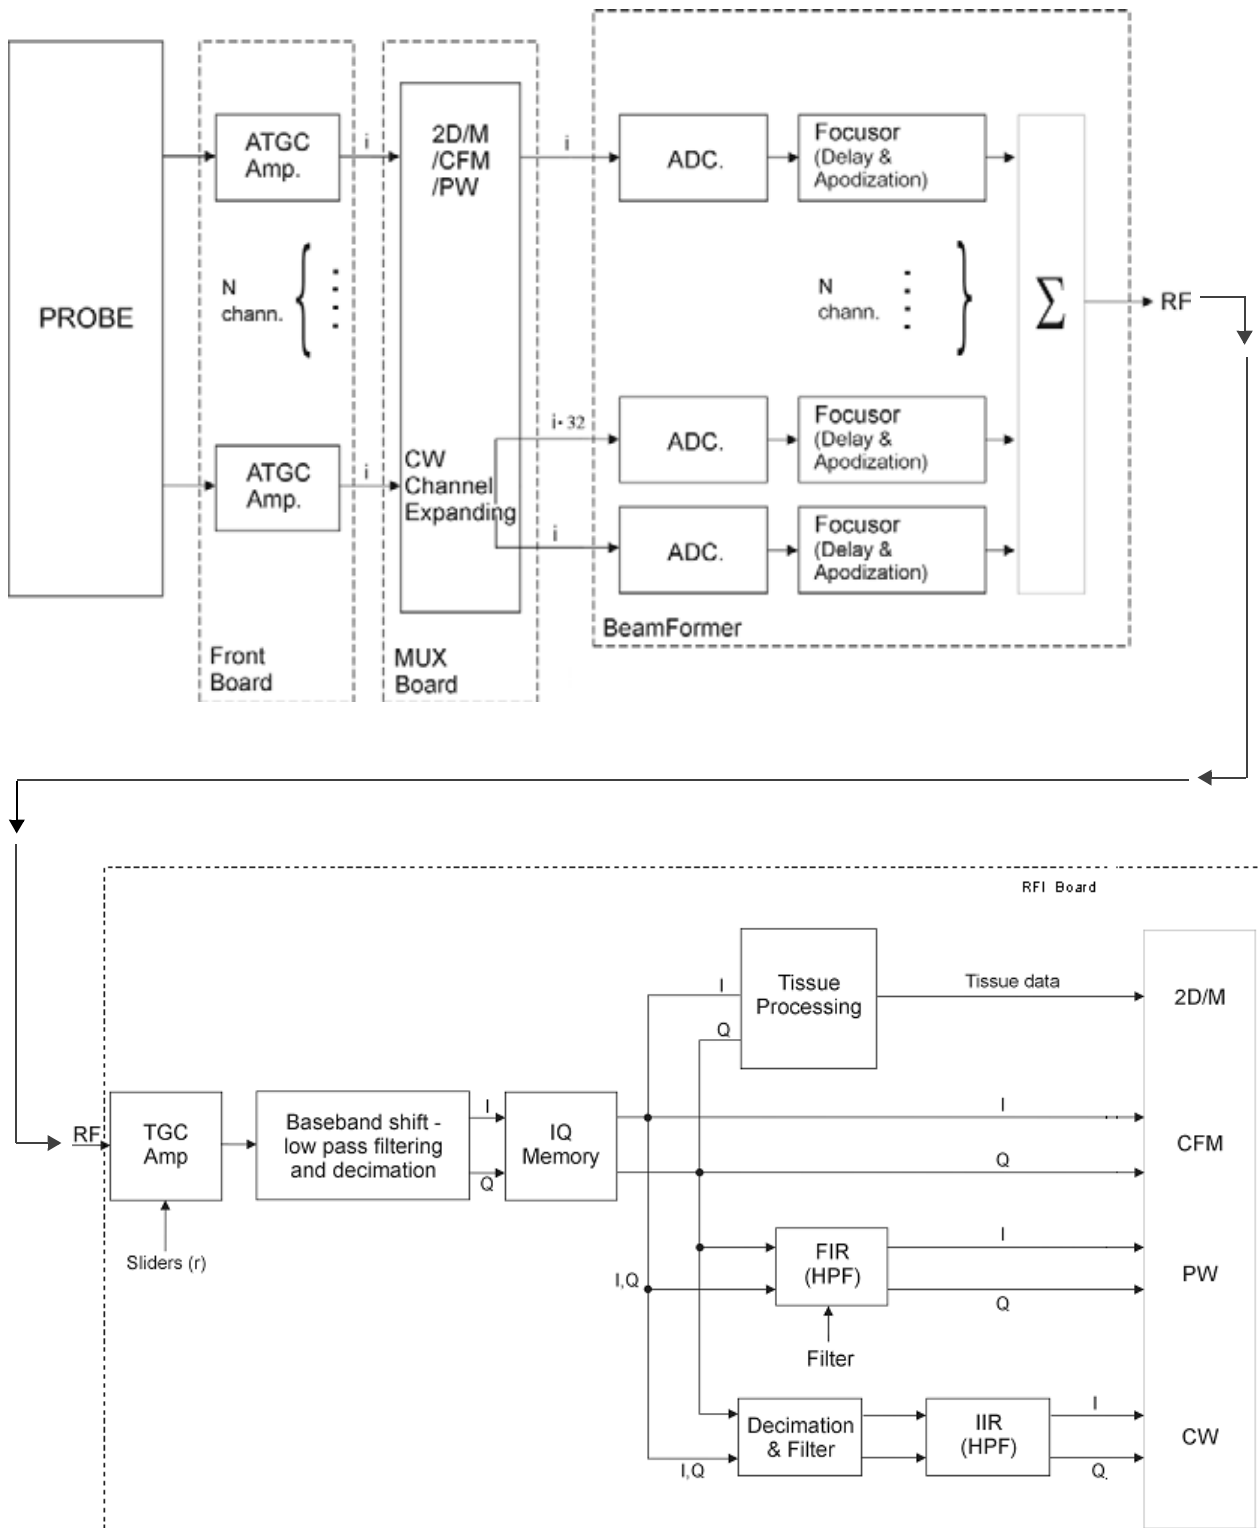 PROBE
ATGC
Amp.
i
N
chann.
ATGC
Amp.
i
Front
Board
2D/M
/CFM
/PW
CW
Channel
Expanding
MUX
Board
i
i· 32
i
ADC.
Focusor
(Delay &
Apodization)
N
chann.
ADC.
Focusor
(Delay &
Apodization)
ADC.
Focusor
(Delay &
Apodization)
BeamFormer
Σ
RF
RFI Board
RF
TGC
Amp
Sliders (r)
Baseband shift -
low pass filtering
and decimation
I
Q
IQ
Memory
I
Q
Tissue
Processing
Tissue data
2D/M
I
Q
CFM
I,Q
FIR
(HPF)
Filter
I
Q
PW
I,Q
Decimation
& Filter
IIR
(HPF)
I
Q.
CW